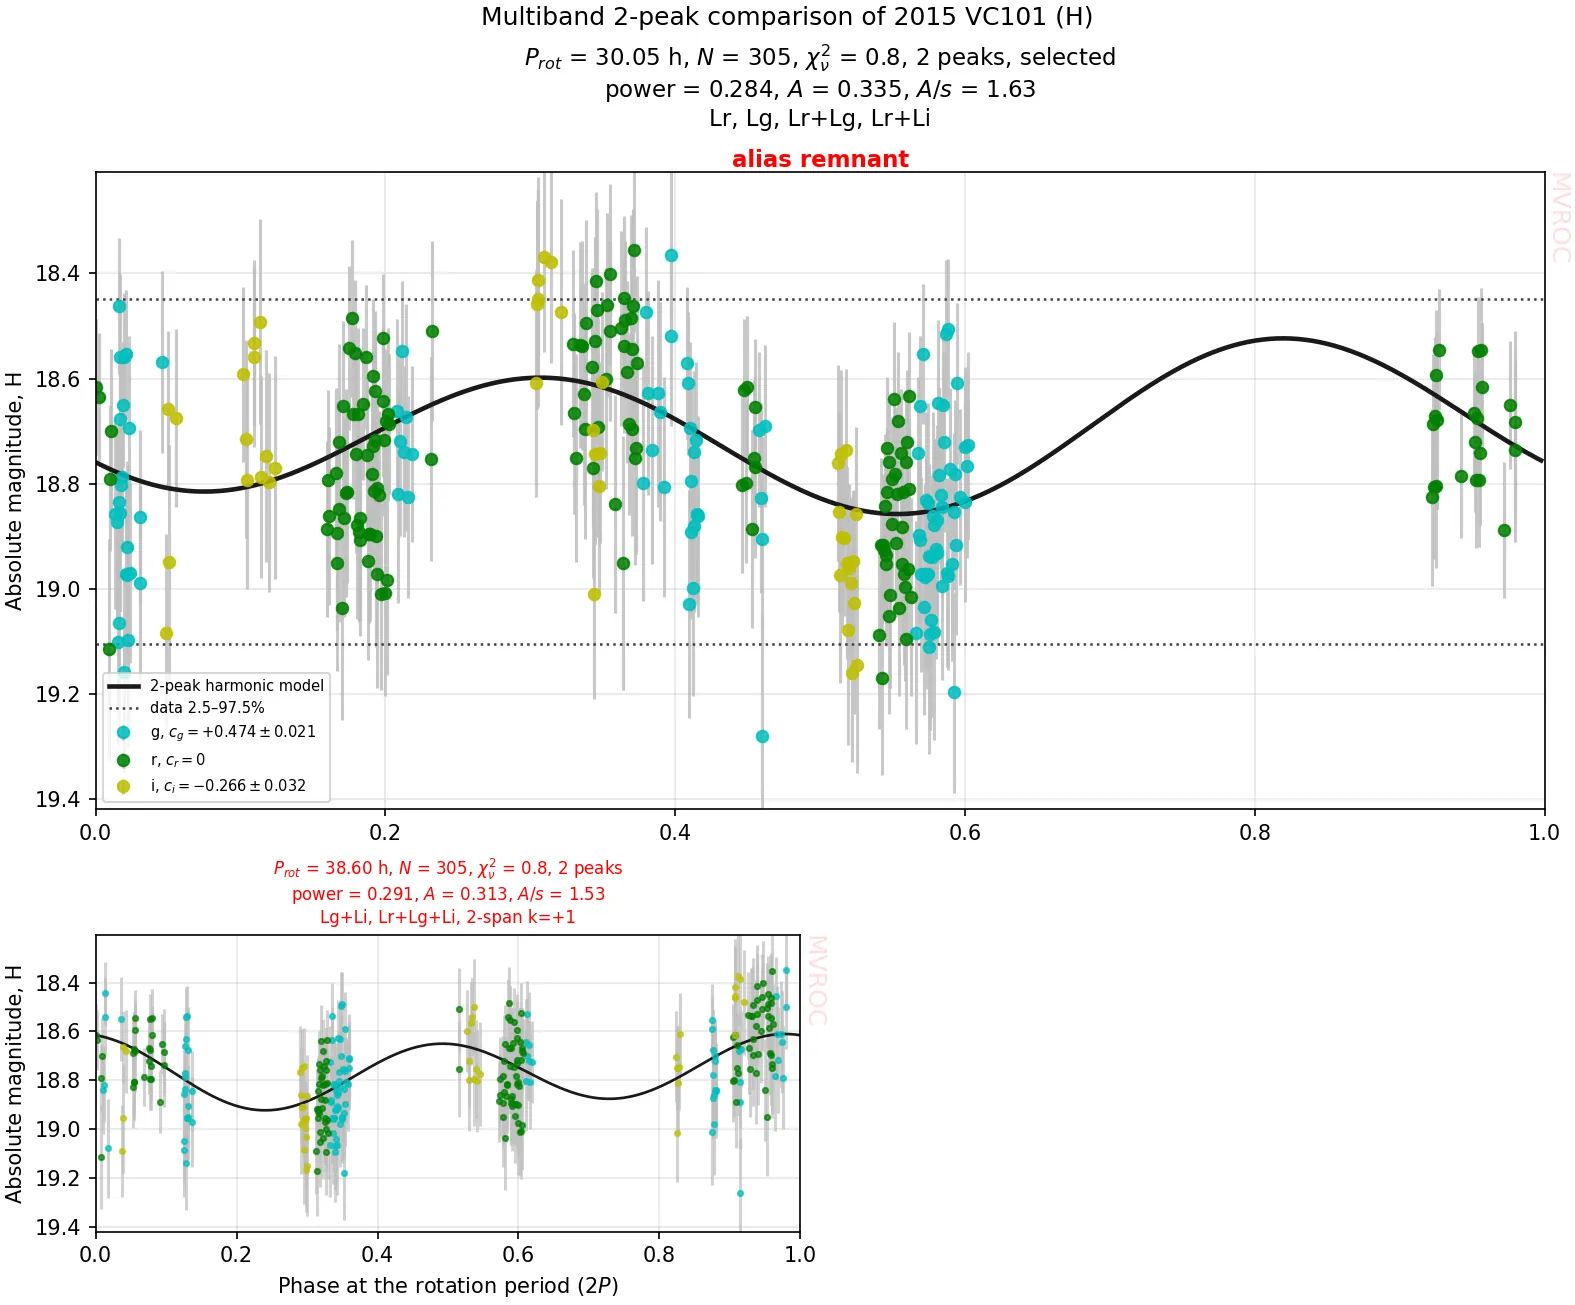 Multiband 2-peak comparison of 2015 VC101 (H)
P_rot = 30.05 h, N = 305, χ²_ν = 0.8, 2 peaks, selected
power = 0.284, A = 0.335, A/s = 1.63
Lr, Lg, Lr+Lg, Lr+Li
alias remnant
MVROC
Absolute magnitude, H
18.4
18.6
18.8
19.0
19.2
19.4
2-peak harmonic model
data 2.5–97.5%
g, c_g = +0.474 ± 0.021
r, c_r = 0
i, c_i = −0.266 ± 0.032
0.0 0.2 0.4 0.6 0.8 1.0
P_rot = 38.60 h, N = 305, χ²_ν = 0.8, 2 peaks
power = 0.291, A = 0.313, A/s = 1.53
Lg+Li, Lr+Lg+Li, 2-span k=+1
MVROC
Absolute magnitude, H
18.4
18.6
18.8
19.0
19.2
19.4
0.0 0.2 0.4 0.6 0.8 1.0
Phase at the rotation period (2P)